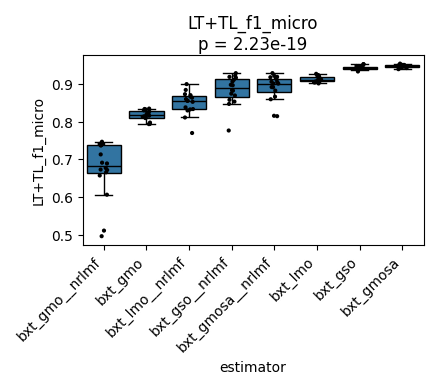 LT+TL_f1_micro
p = 2.23e-19
LT+TL_f1_micro
0.9
0.8
0.7
0.6
0.5
bxt_gmo__nrlmf
bxt_gmo
bxt_lmo__nrlmf
bxt_gso__nrlmf
bxt_gmosa__nrlmf
bxt_lmo
bxt_gso
bxt_gmosa
estimator